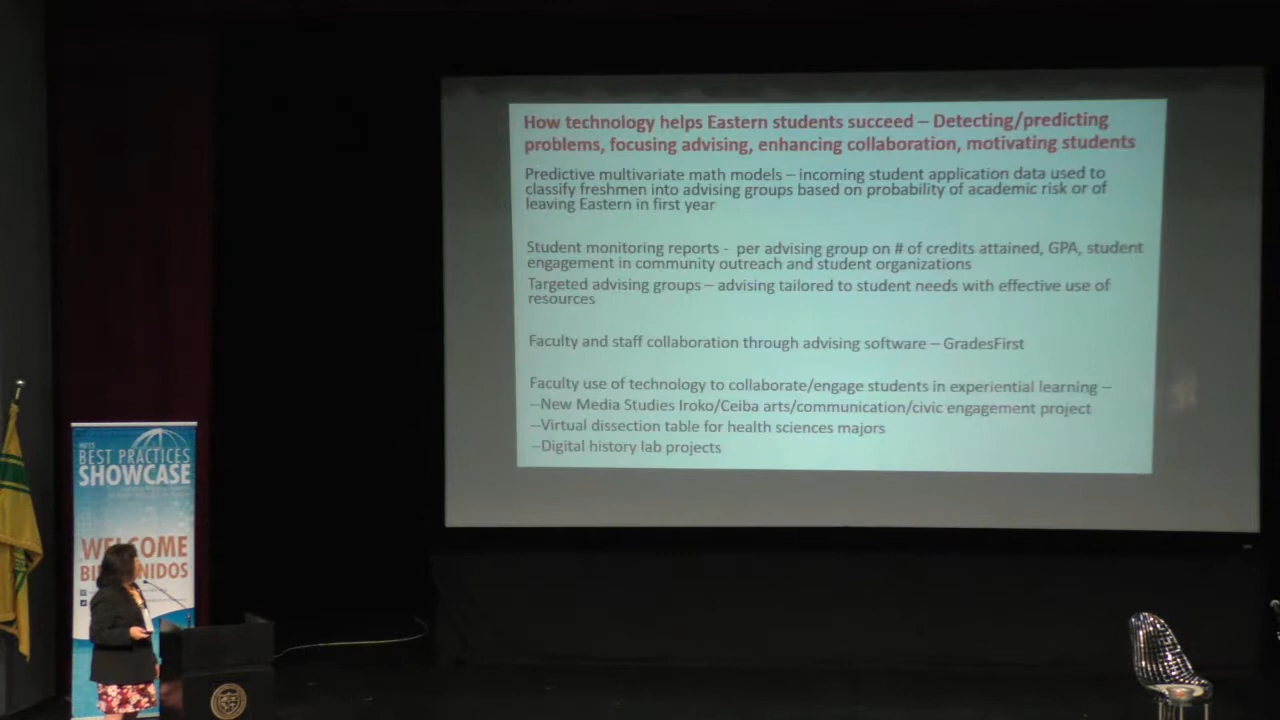 How technology helps Eastern students succeed – Detecting/predicting
problems, focusing advising, enhancing collaboration, motivating students
Predictive multivariate math models – incoming student application data used to
classify freshmen into advising groups based on probability of academic risk or of
leaving Eastern in first year
Student monitoring reports - per advising group on # of credits attained, GPA, student
engagement in community outreach and student organizations
Targeted advising groups – advising tailored to student needs with effective use of
resources
Faculty and staff collaboration through advising software – GradesFirst
Faculty use of technology to collaborate/engage students in experiential learning –
–New Media Studies Iroko/Ceiba arts/communication/civic engagement project
–Virtual dissection table for health sciences majors
–Digital history lab projects
BEST PRACTICES
SHOWCASE